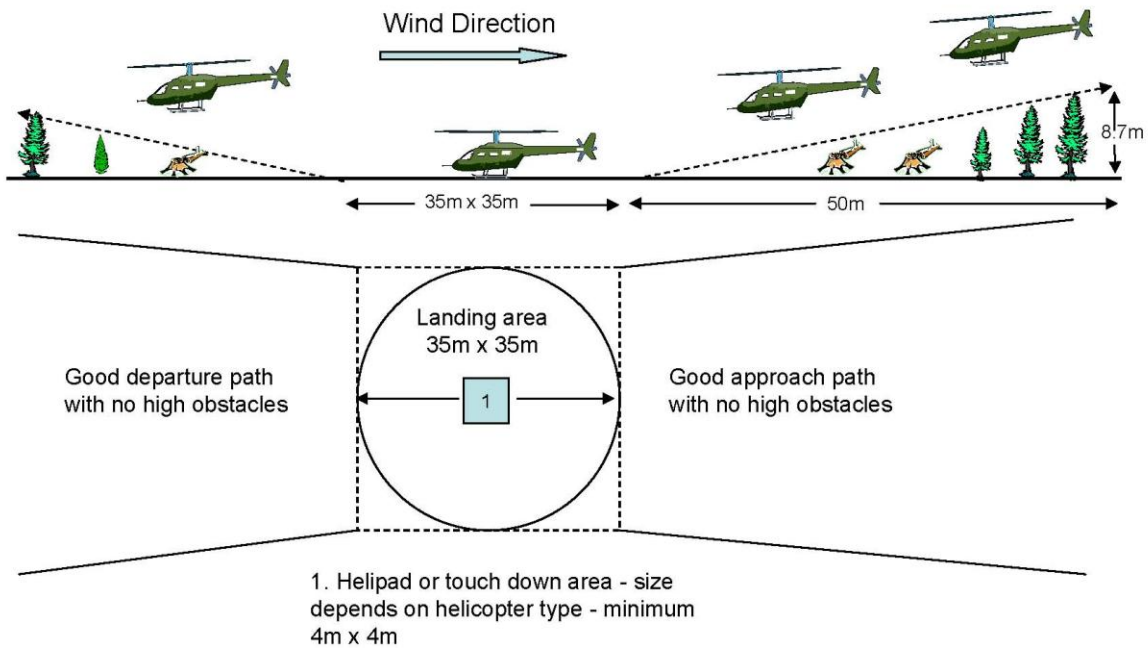 Wind Direction
8.7m
35m x 35m
50m
Landing area
35m x 35m
Good departure path
with no high obstacles
1
Good approach path
with no high obstacles
1. Helipad or touch down area - size
depends on helicopter type - minimum
4m x 4m